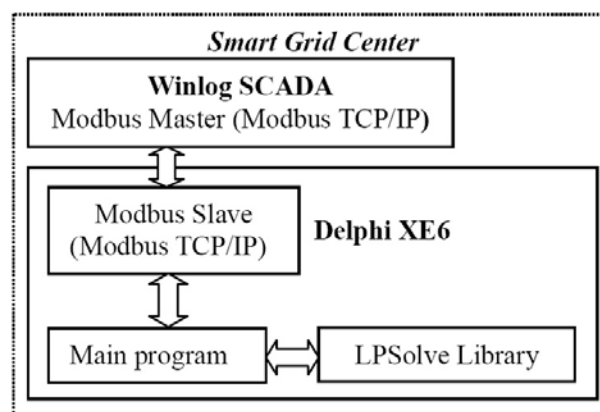 Smart Grid Center
Winlog SCADA
Modbus Master (Modbus TCP/IP)
Modbus Slave
(Modbus TCP/IP)
Delphi XE6
Main program
LPSolve Library